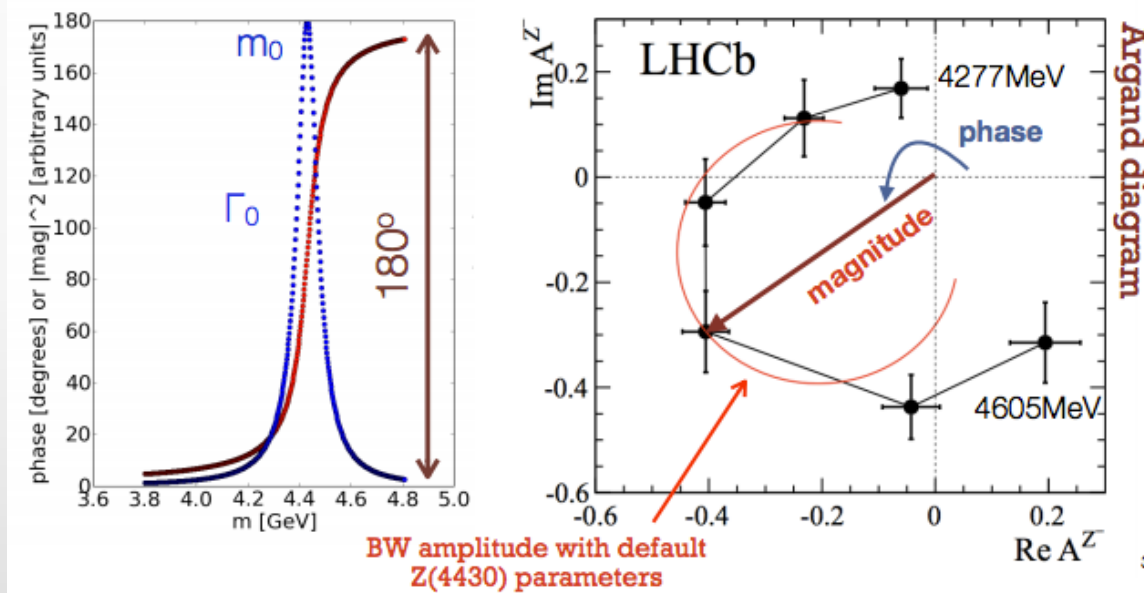 phase [degrees] or |mag|^2 [arbitrary units]
180
160
140
120
100
80
60
40
20
0
3.6
3.8
4.0
4.2
4.4
4.6
4.8
5.0
m [GeV]
m0
Γ0
180°
LHCb
Im A^Z-
0.2
0
-0.2
-0.4
-0.6
-0.6
-0.4
-0.2
0
0.2
Re A^Z-
4277MeV
phase
magnitude
4605MeV
Argand diagram
BW amplitude with default
Z(4430) parameters